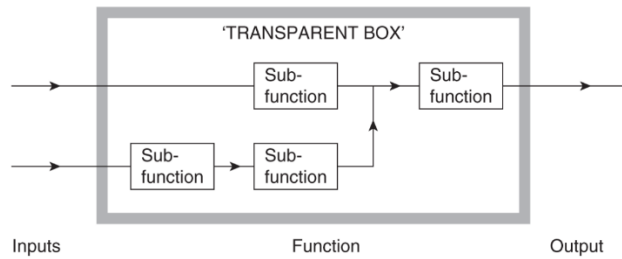 'TRANSPARENT BOX'
Sub-
function
Sub-
function
Sub-
function
Sub-
function
Inputs
Function
Output